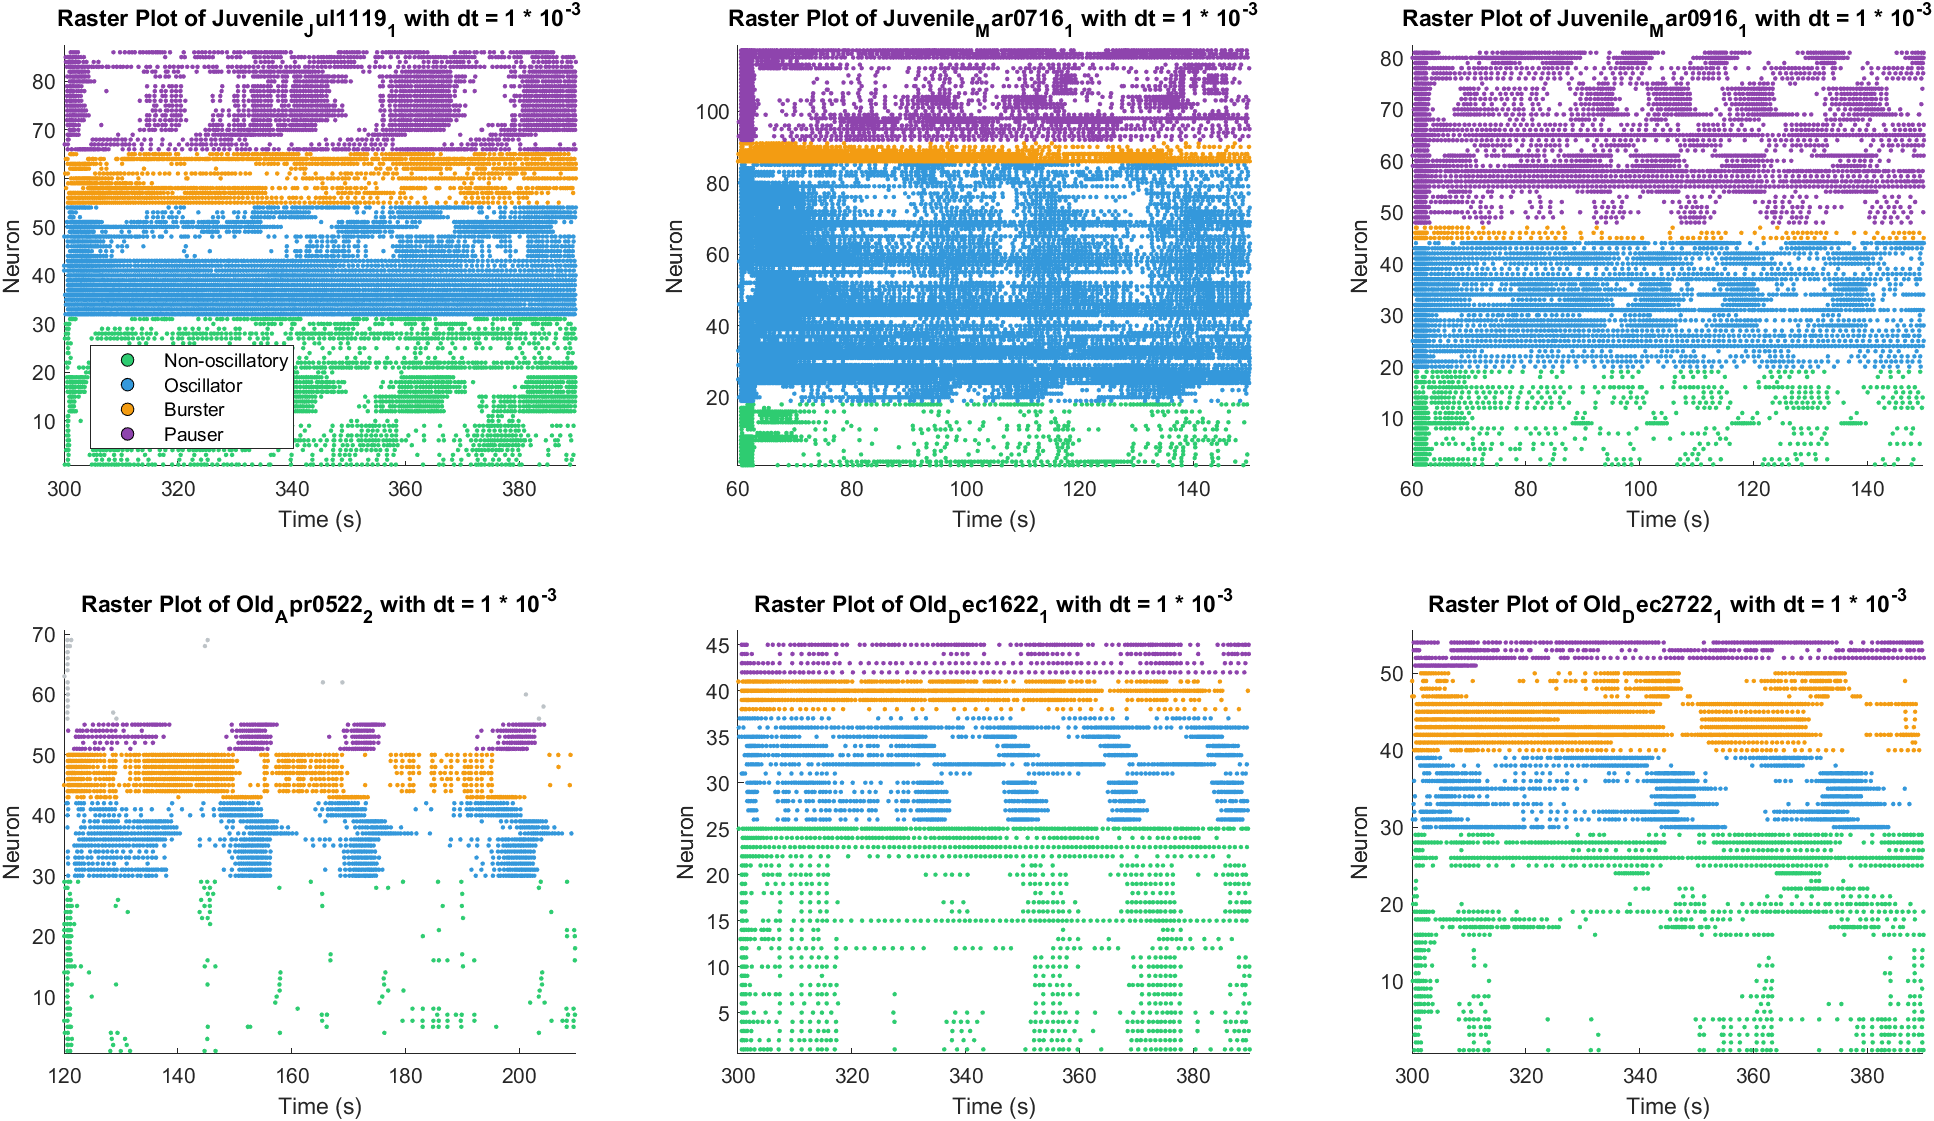 Raster Plot of Juvenile_Jul1119_1 with dt = 1 * 10^-3
Neuron
80
70
60
50
40
30
20
10
Non-oscillatory
Oscillator
Burster
Pauser
300 320 340 360 380
Time (s)
Raster Plot of Juvenile_Mar0716_1 with dt = 1 * 10^-3
Neuron
100
80
60
40
20
60 80 100 120 140
Time (s)
Raster Plot of Juvenile_Mar0916_1 with dt = 1 * 10^-3
Neuron
80
70
60
50
40
30
20
10
60 80 100 120 140
Time (s)
Raster Plot of Old_Apr0522_2 with dt = 1 * 10^-3
Neuron
70
60
50
40
30
20
10
120 140 160 180 200
Time (s)
Raster Plot of Old_Dec1622_1 with dt = 1 * 10^-3
Neuron
45
40
35
30
25
20
15
10
5
300 320 340 360 380
Time (s)
Raster Plot of Old_Dec2722_1 with dt = 1 * 10^-3
Neuron
50
40
30
20
10
300 320 340 360 380
Time (s)